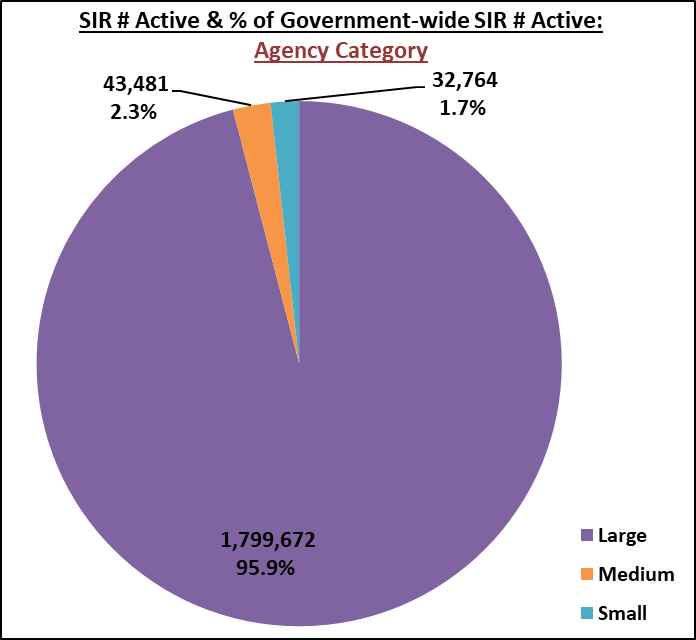 SIR # Active & % of Government-wide SIR # Active:
Agency Category
43,481
2.3%
32,764
1.7%
1,799,672
95.9%
Large
Medium
Small